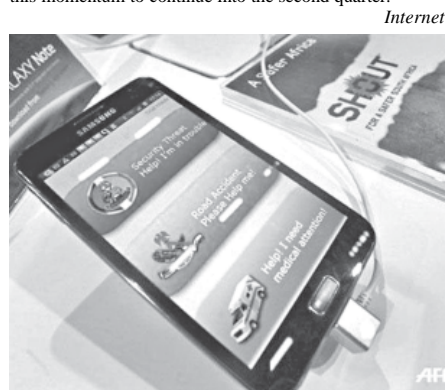 this momentum to continue into the second quarter.
Internet
GALAXY Note
SAMSUNG
Security Threat
Help! I'm in trouble
Road Accident
Please Help me!
Help! I need
medical attention!
A Safer Africa
SHOUT
FOR A SAFER SOUTH AFRICA
AFP